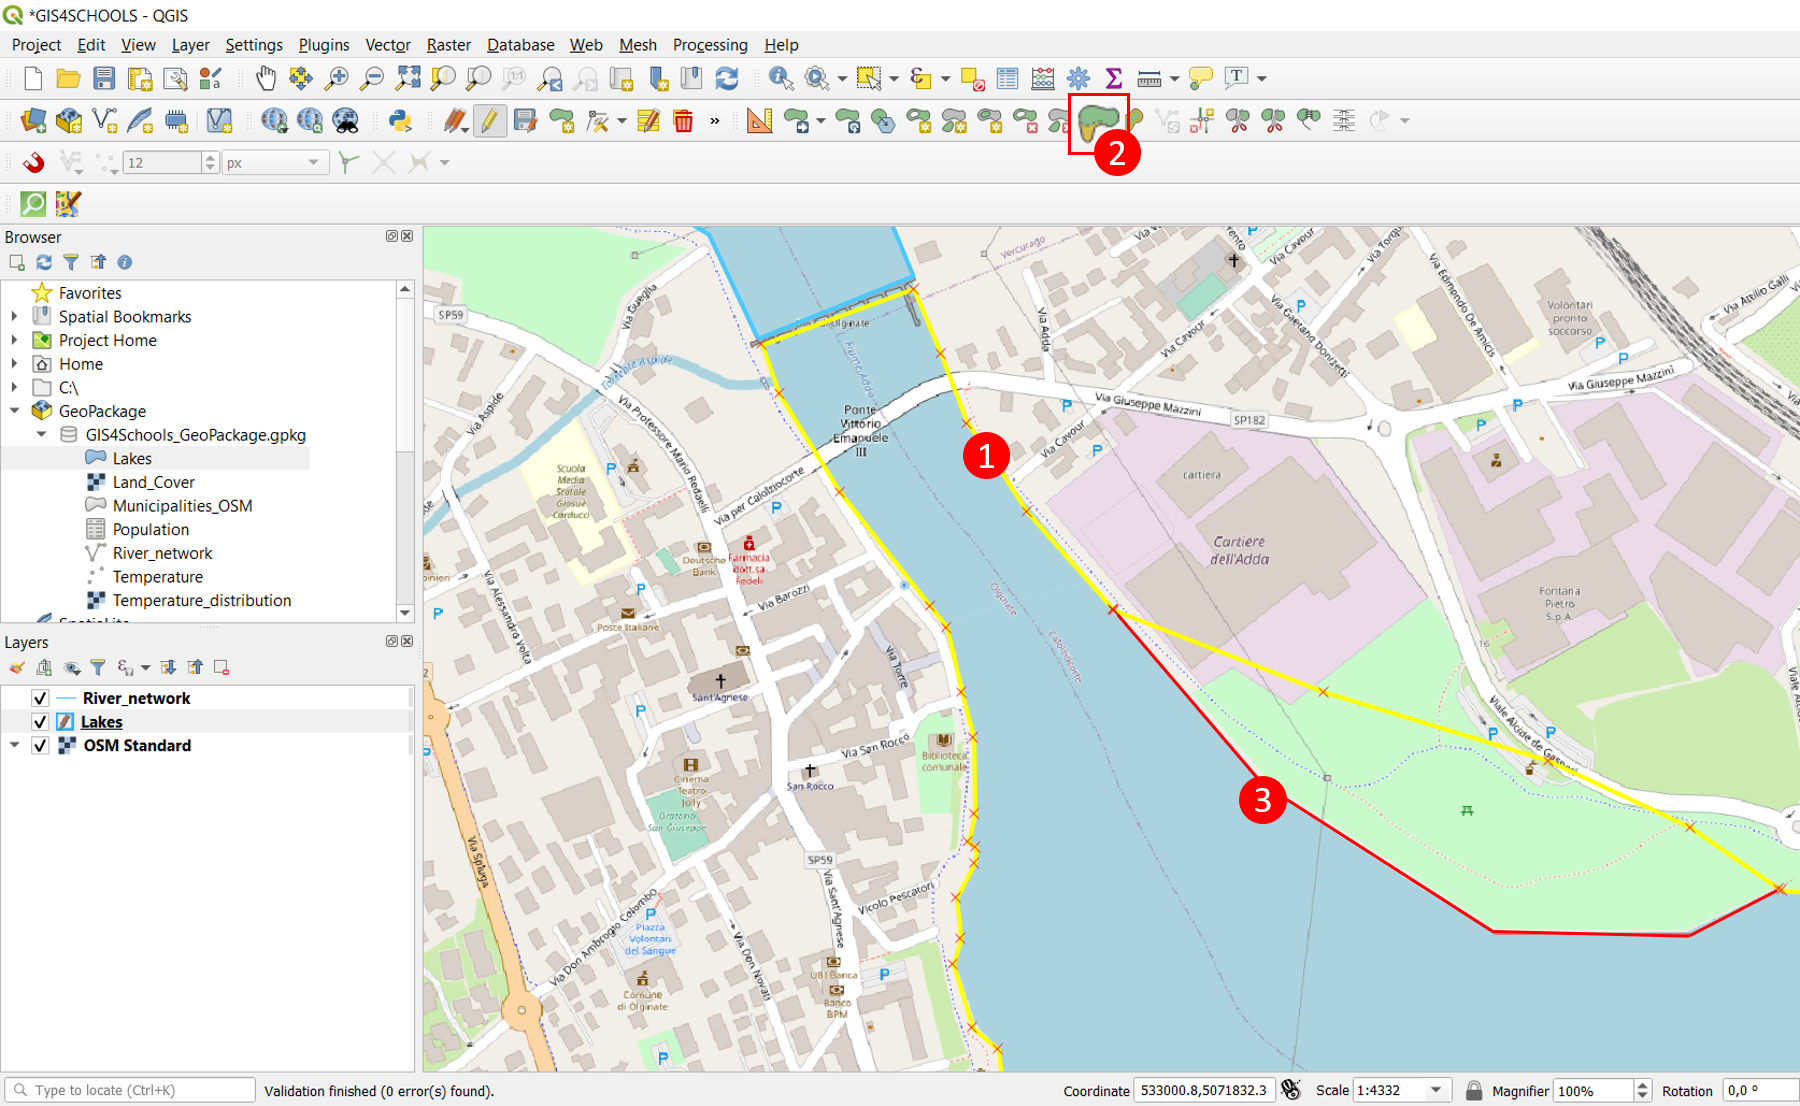 *GIS4SCHOOLS - QGIS
Project Edit View Layer Settings Plugins Vector Raster Database Web Mesh Processing Help
»
2
12 px
Browser
Favorites
Spatial Bookmarks
Project Home
Home
C:\
GeoPackage
GIS4Schools_GeoPackage.gpkg
Lakes
Land_Cover
Municipalities_OSM
Population
River_network
Temperature
Temperature_distribution
Layers
River_network
Lakes
OSM Standard
SP59
Via Gueglia
Torrente Aspide
Via Aspide
Via Professore Mario Redaelli
Scuola
Media
Statale
Giosuè
Carducci
Via per Calolziocorte
Ponte
Vittorio
Emanuele
III
Fiume Adda
Vercurago
Via Adda
Via Cavour
Via Cavour
Via Cavour
Via Gaetano Donizetti
Via Edmondo De Amicis
Volontari
pronto
soccorso
Via Attilio Galli
Via Giuseppe Mazzini
Via Giuseppe Mazzini
SP182
1
cartiera
Cartiere
dell'Adda
Fontana
Pietro
S.p.A.
16
Viale Alcide de Gasperi
Olginate
Calolziocorte
Deutsche
Bank
Farmacia
dott.sa
Fedeli
Via Barozzi
Poste Italiane
Via Alessandro Volta
Via Torre
Sant'Agnese
Via San Rocco
San Rocco
Biblioteca
comunale
Cinema
Teatro
Jolly
Oratorio
San Giuseppe
SP59
Via Sant'Agnese
Vicolo Pescatori
Via Spluga
Via Don Ambrogio Colombo
Piazza
Volontari
del Sangue
Via Don Novati
Comune
di Olginate
UBI Banca
Banco
BPM
3
Type to locate (Ctrl+K) Validation finished (0 error(s) found). Coordinate 533000.8,5071832.3 Scale 1:4332 Magnifier 100% Rotation 0,0 °